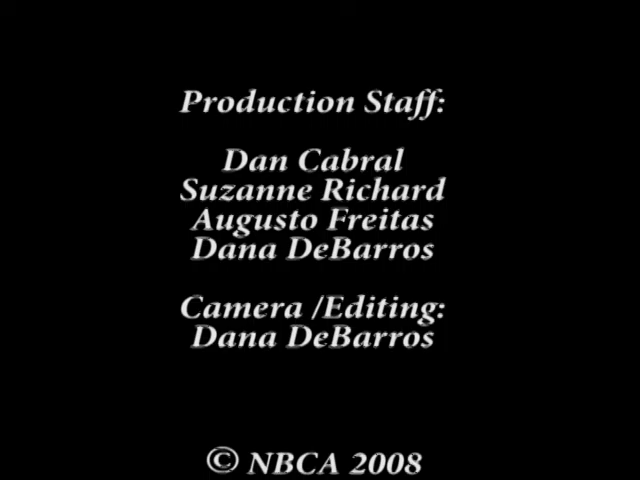 Production Staff:
Dan Cabral
Suzanne Richard
Augusto Freitas
Dana DeBarros
Camera /Editing:
Dana DeBarros
© NBCA 2008